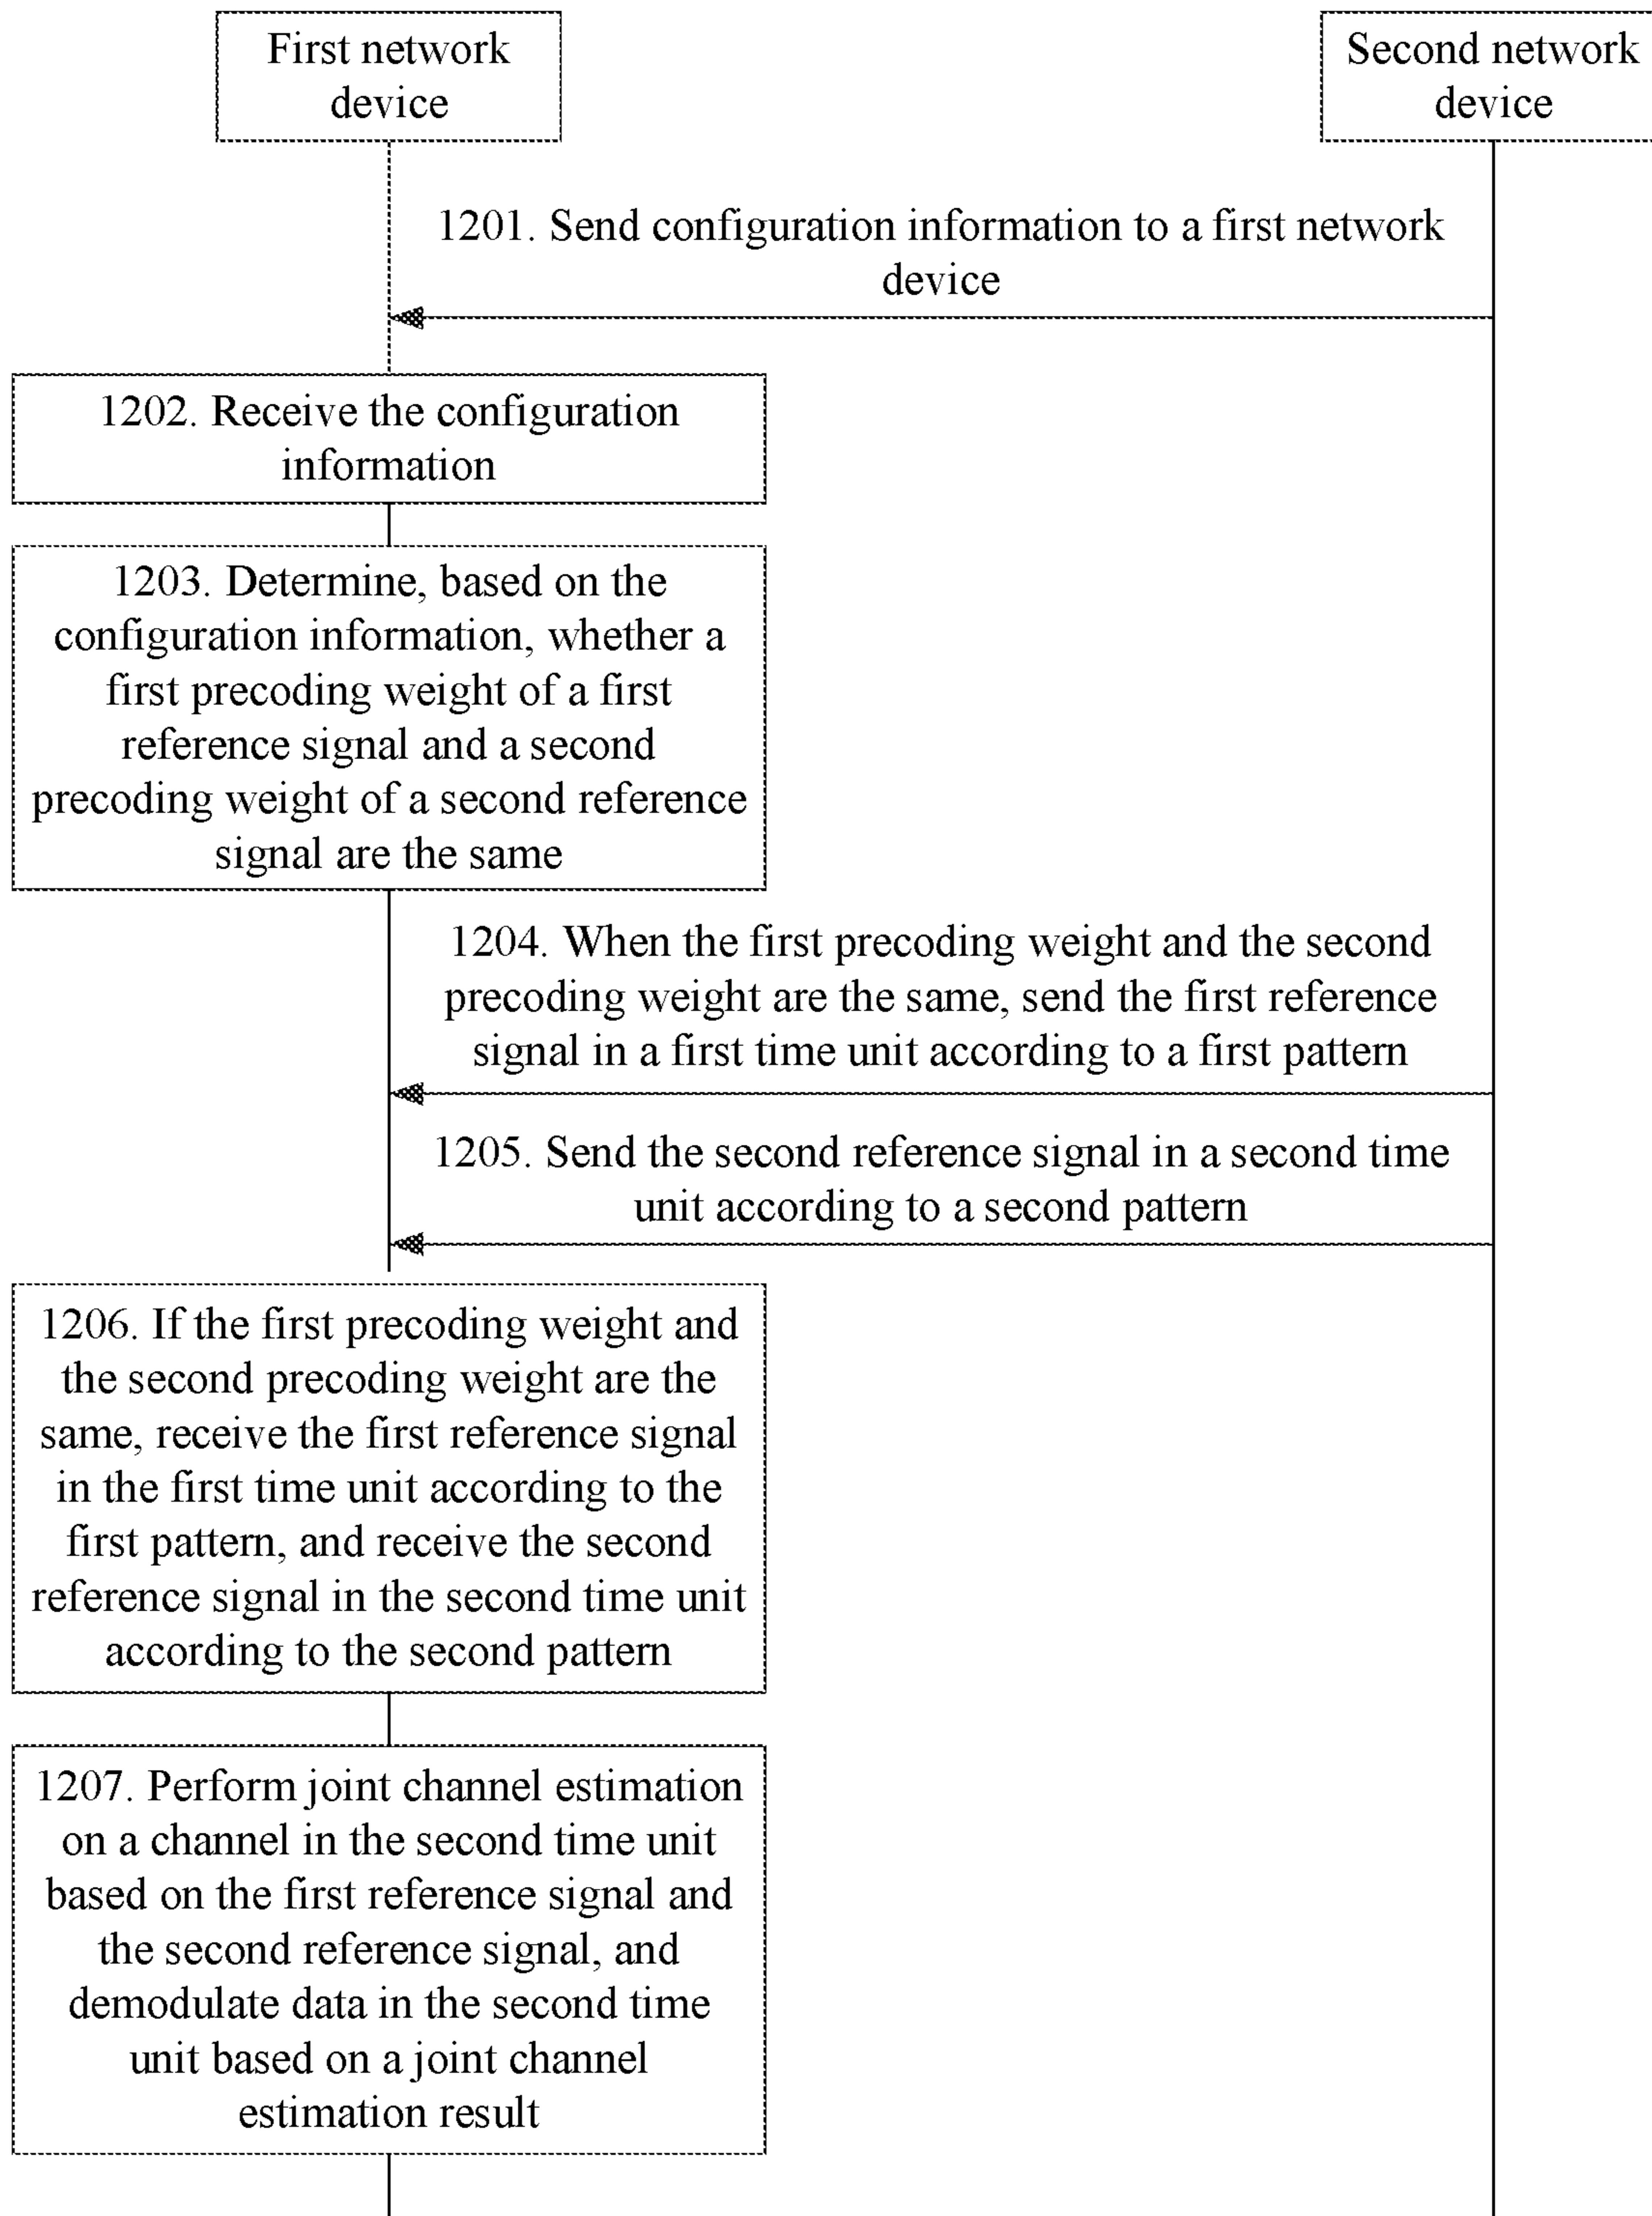 First network
device
Second network
device
1201. Send configuration information to a first network
device
1202. Receive the configuration
information
1203. Determine, based on the
configuration information, whether a
first precoding weight of a first
reference signal and a second
precoding weight of a second reference
signal are the same
1204. When the first precoding weight and the second
precoding weight are the same, send the first reference
signal in a first time unit according to a first pattern
1205. Send the second reference signal in a second time
unit according to a second pattern
1206. If the first precoding weight and
the second precoding weight are the
same, receive the first reference signal
in the first time unit according to the
first pattern, and receive the second
reference signal in the second time unit
according to the second pattern
1207. Perform joint channel estimation
on a channel in the second time unit
based on the first reference signal and
the second reference signal, and
demodulate data in the second time
unit based on a joint channel
estimation result